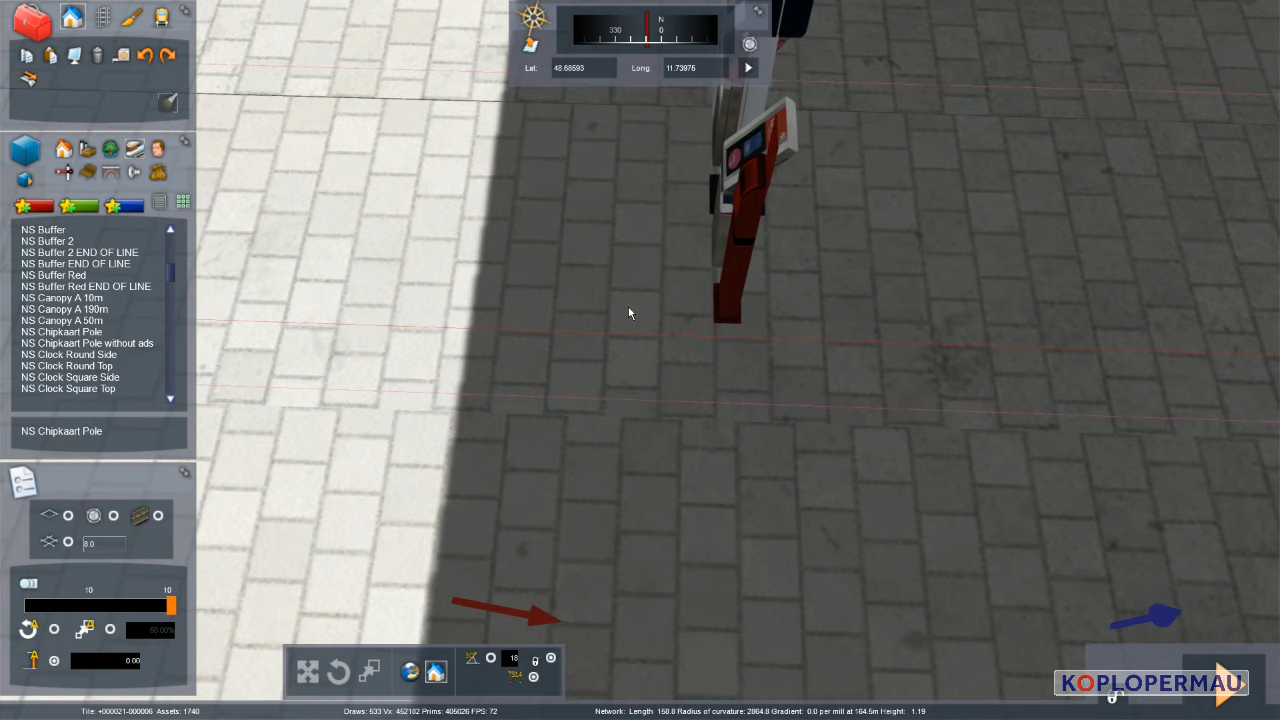 330 N 0
Lat: 48.68593 Long: 11.73975
NS Buffer
NS Buffer 2
NS Buffer 2 END OF LINE
NS Buffer END OF LINE
NS Buffer Red
NS Buffer Red END OF LINE
NS Canopy A 10m
NS Canopy A 190m
NS Canopy A 50m
NS Chipkaart Pole
NS Chipkaart Pole without ads
NS Clock Round Side
NS Clock Round Top
NS Clock Square Side
NS Clock Square Top
NS Chipkaart Pole
8.0
10 10
50.00%
0.00
18
TS14
KOPLOPERMAU
Tile: +000021-000006 Assets: 1740 Draws: 533 Vx: 452182 Prims: 405026 FPS: 72 Network: Length 158.8 Radius of curvature: 2864.8 Gradient: 0.0 per mill at 164.5m Height: 1.19